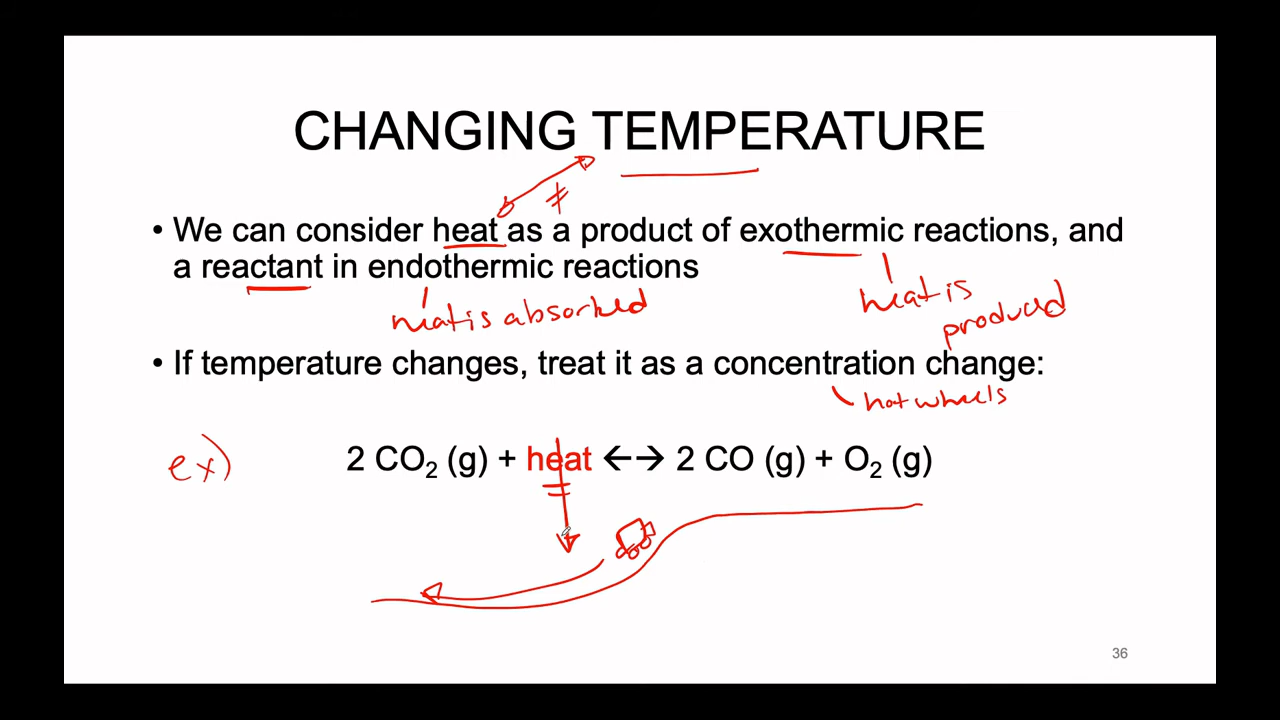 CHANGING TEMPERATURE
≠
• We can consider heat as a product of exothermic reactions, and
a reactant in endothermic reactions
heat is absorbed
heat is
produced
• If temperature changes, treat it as a concentration change:
hot wheels
ex)
2 CO₂ (g) + heat ←→ 2 CO (g) + O₂ (g)
36